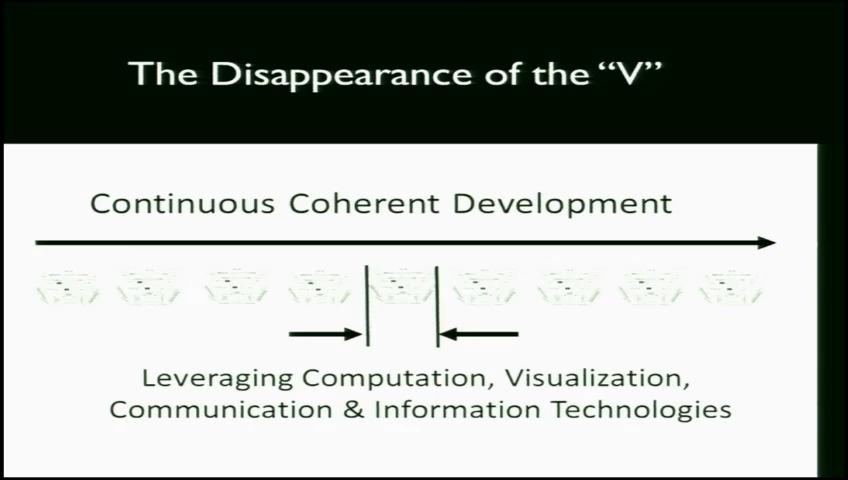 The Disappearance of the “V”
Continuous Coherent Development
Leveraging Computation, Visualization,
Communication & Information Technologies